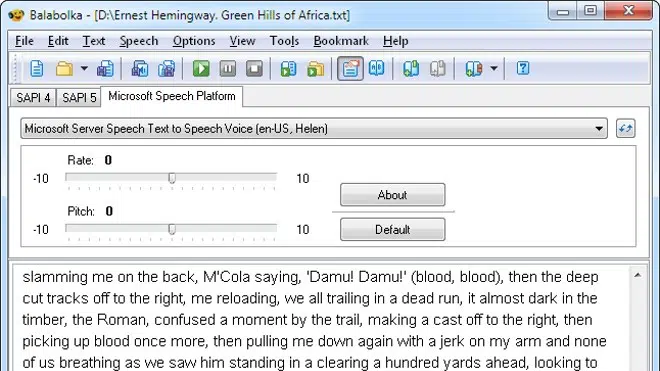 Balabolka - [D:\Ernest Hemingway. Green Hills of Africa.txt]
File Edit Text Speech Options View Tools Bookmark Help
SAPI 4 SAPI 5 Microsoft Speech Platform
Microsoft Server Speech Text to Speech Voice (en-US, Helen)
Rate: 0
-10 10
About
Pitch: 0
-10 10
Default
slamming me on the back, M'Cola saying, 'Damu! Damu!' (blood, blood), then the deep
cut tracks off to the right, me reloading, we all trailing in a dead run, it almost dark in the
timber, the Roman, confused a moment by the trail, making a cast off to the right, then
picking up blood once more, then pulling me down again with a jerk on my arm and none
of us breathing as we saw him standing in a clearing a hundred yards ahead, looking to